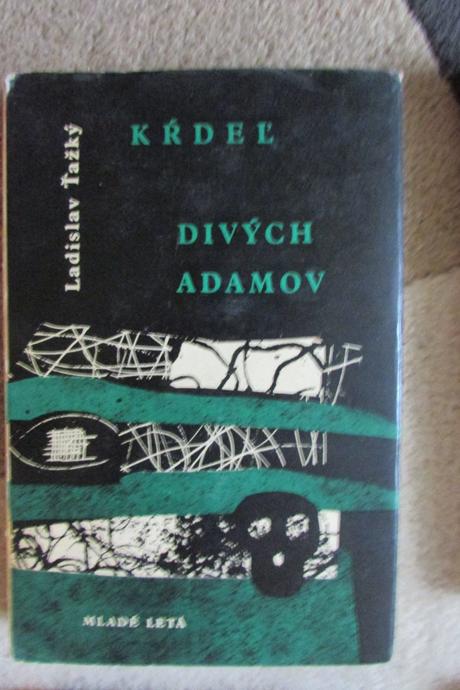 Ladislav Ťažký
KŔDEĽ
DIVÝCH
ADAMOV
MLADÉ LETÁ